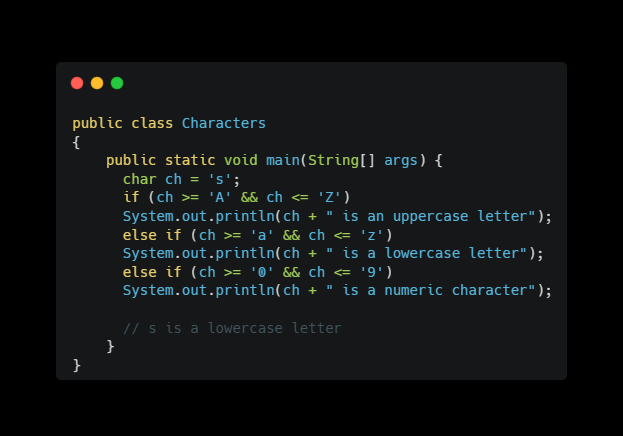 public class Characters
{
    public static void main(String[] args) {
      char ch = 's';
      if (ch >= 'A' && ch <= 'Z')
      System.out.println(ch + " is an uppercase letter");
      else if (ch >= 'a' && ch <= 'z')
      System.out.println(ch + " is a lowercase letter");
      else if (ch >= '0' && ch <= '9')
      System.out.println(ch + " is a numeric character");

      // s is a lowercase letter
    }
}